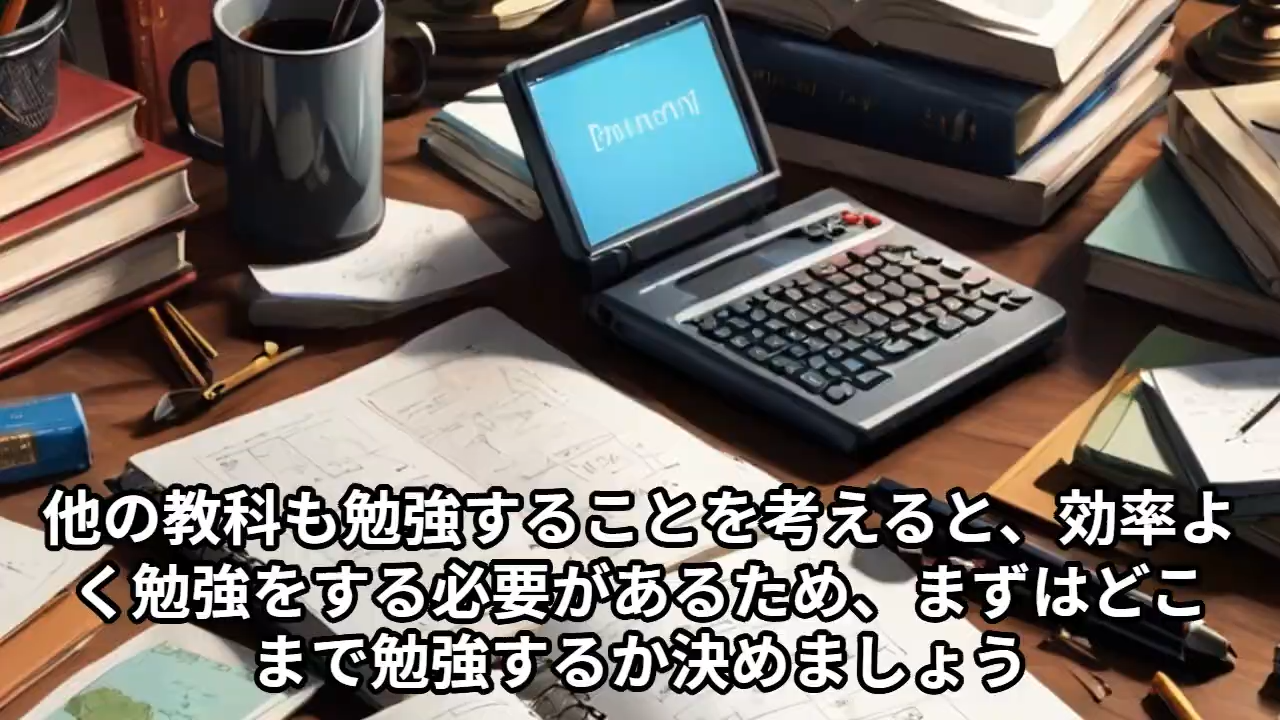 他の教科も勉強することを考えると、効率よ
く勉強をする必要があるため、まずはどこ
まで勉強するか決めましょう